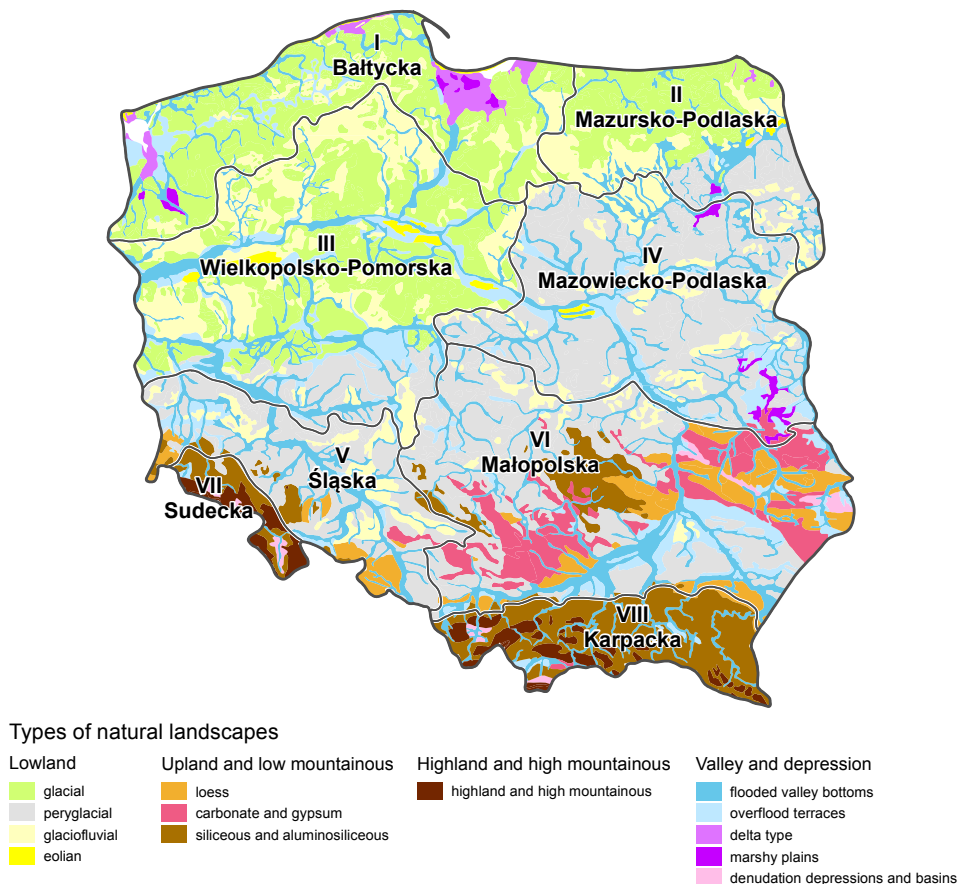 I
Bałtycka
II
Mazursko-Podlaska
III
Wielkopolsko-Pomorska
IV
Mazowiecko-Podlaska
V
Śląska
VI
Małopolska
VII
Sudecka
VIII
Karpacka
Types of natural landscapes
Lowland
glacial
peryglacial
glaciofluvial
eolian
Upland and low mountainous
loess
carbonate and gypsum
siliceous and aluminosiliceous
Highland and high mountainous
highland and high mountainous
Valley and depression
flooded valley bottoms
overflood terraces
delta type
marshy plains
denudation depressions and basins